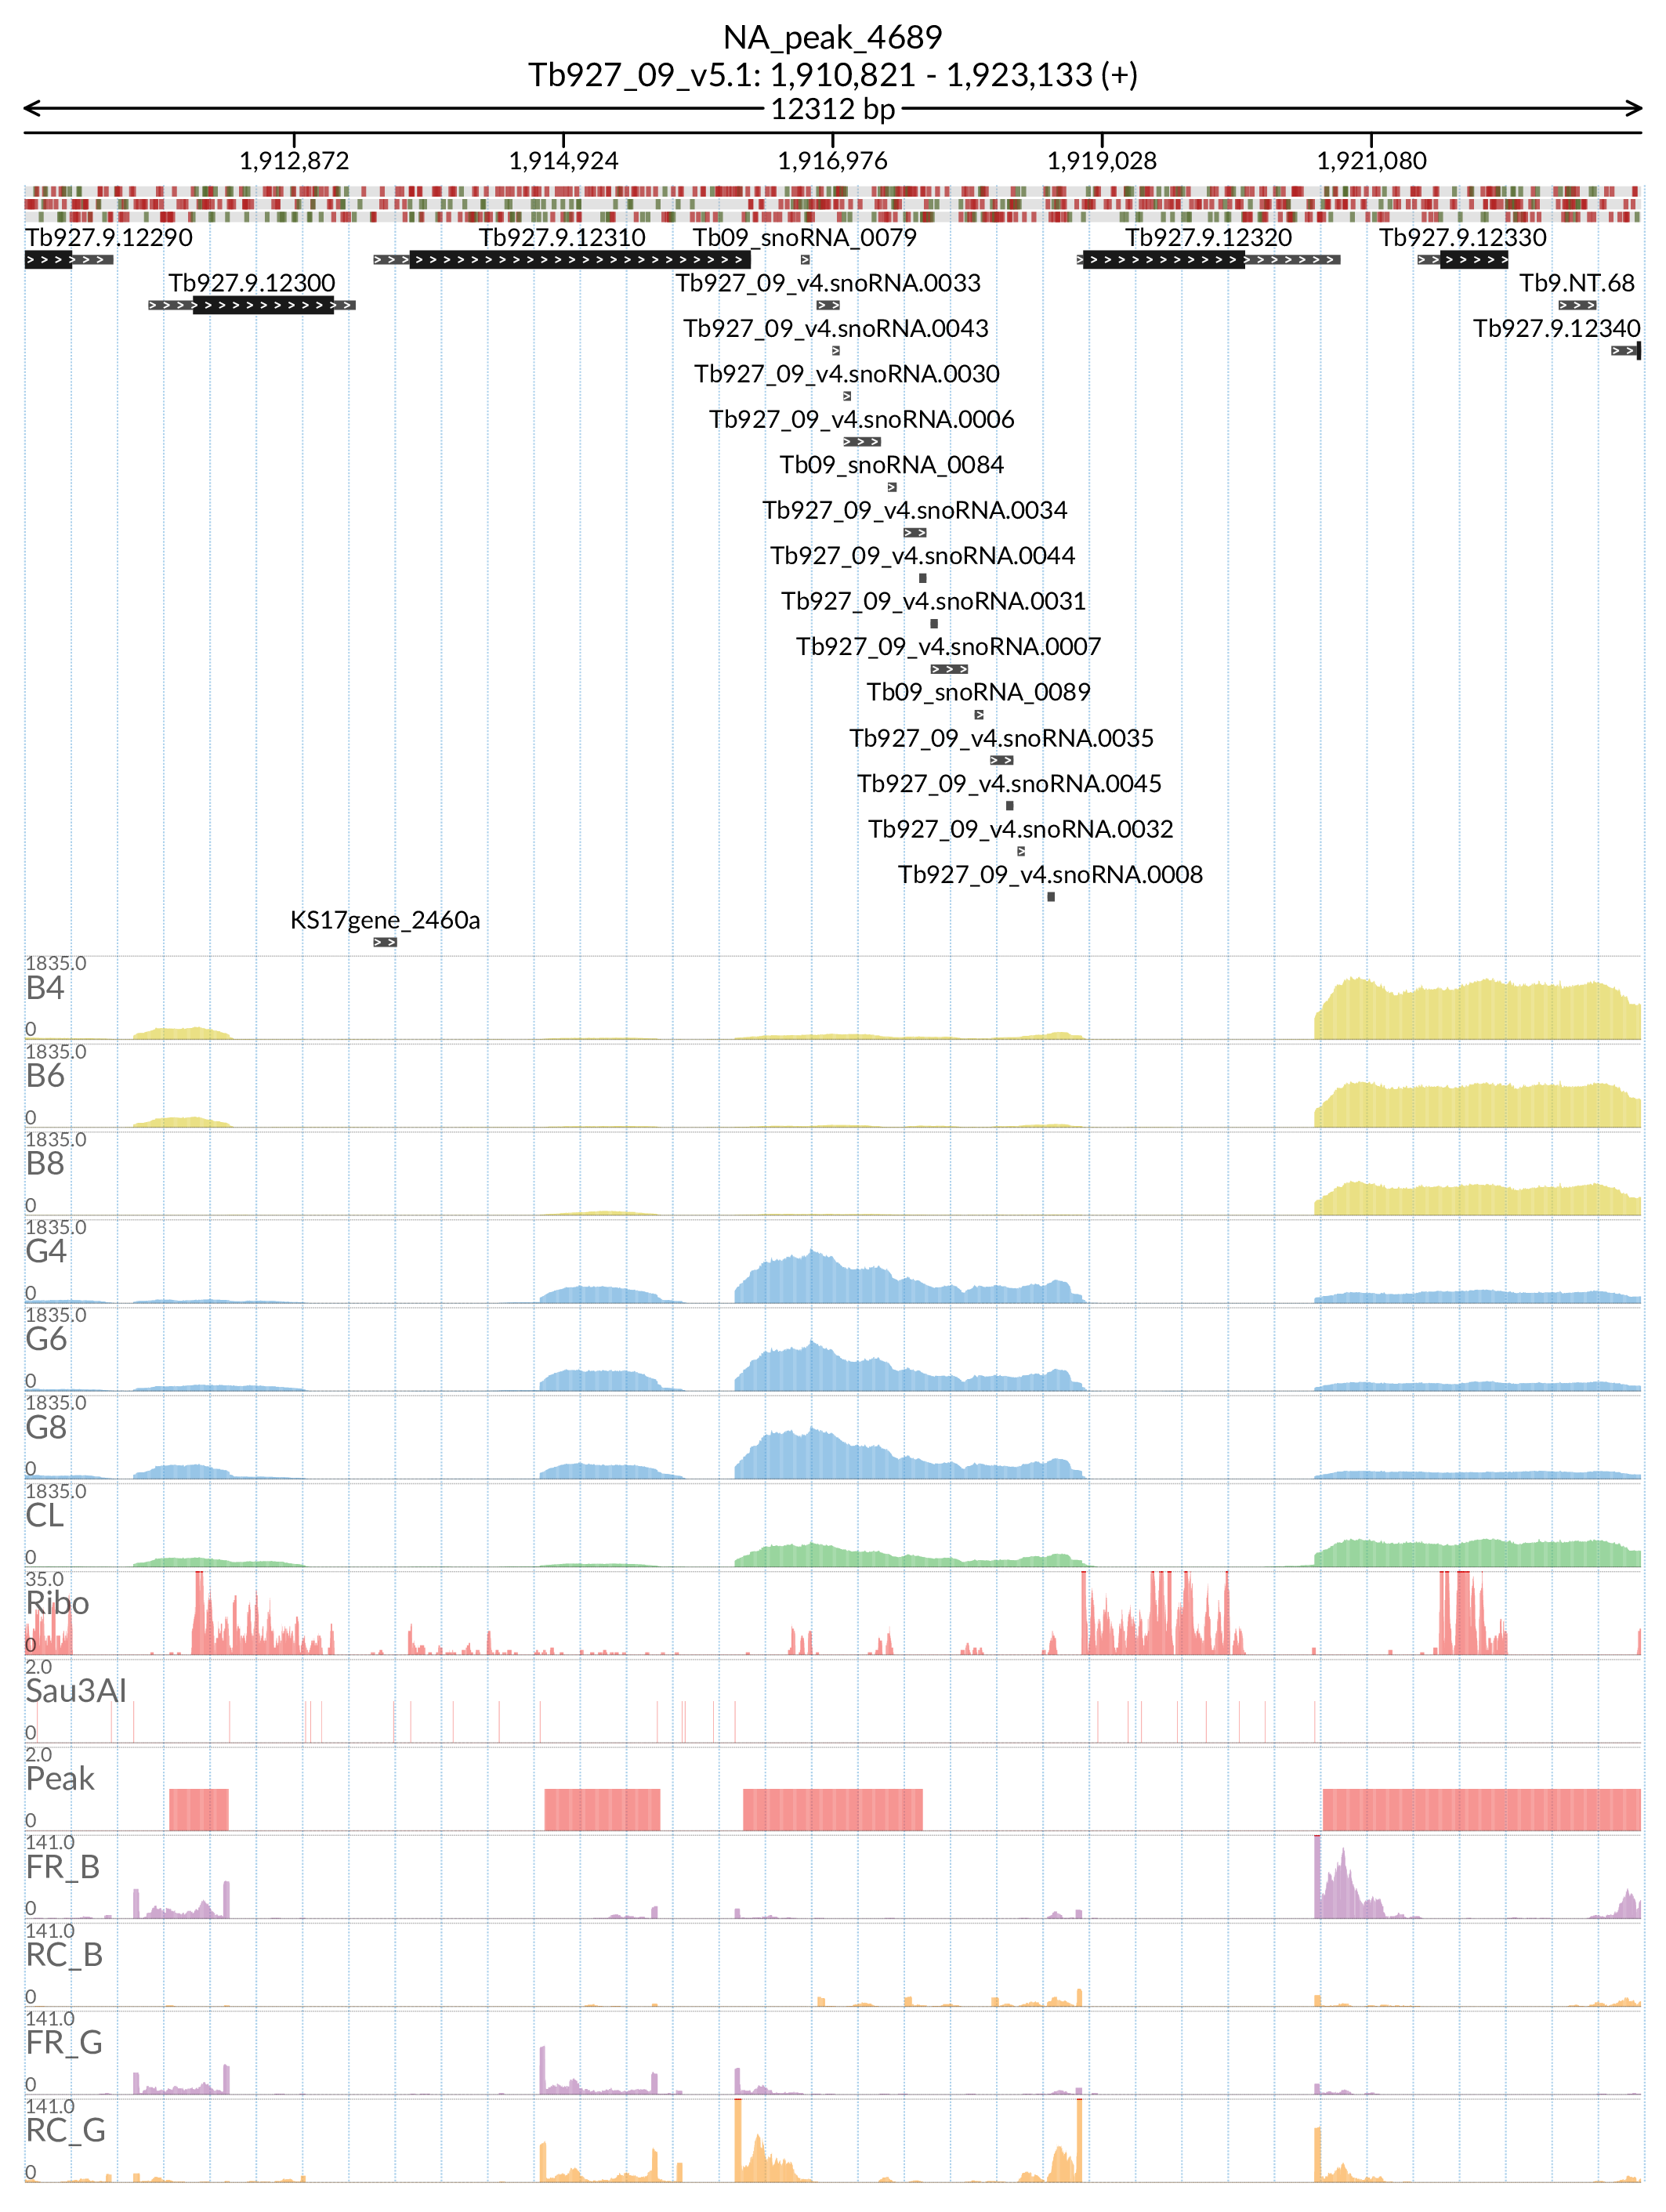 NA_peak_4689
Tb927_09_v5.1: 1,910,821 - 1,923,133 (+)
12312 bp
1,912,872 1,914,924 1,916,976 1,919,028 1,921,080
Tb927.9.12290 Tb927.9.12310 Tb09_snoRNA_0079 Tb927.9.12320 Tb927.9.12330
Tb927.9.12300 Tb927_09_v4.snoRNA.0033 Tb9.NT.68
Tb927_09_v4.snoRNA.0043 Tb927.9.12340
Tb927_09_v4.snoRNA.0030
Tb927_09_v4.snoRNA.0006
Tb09_snoRNA_0084
Tb927_09_v4.snoRNA.0034
Tb927_09_v4.snoRNA.0044
Tb927_09_v4.snoRNA.0031
Tb927_09_v4.snoRNA.0007
Tb09_snoRNA_0089
Tb927_09_v4.snoRNA.0035
Tb927_09_v4.snoRNA.0045
Tb927_09_v4.snoRNA.0032
Tb927_09_v4.snoRNA.0008
KS17gene_2460a
1835.0
B4
0
1835.0
B6
0
1835.0
B8
0
1835.0
G4
0
1835.0
G6
0
1835.0
G8
0
1835.0
CL
0
35.0
Ribo
0
2.0
Sau3AI
0
2.0
Peak
0
141.0
FR_B
0
141.0
RC_B
0
141.0
FR_G
0
141.0
RC_G
0